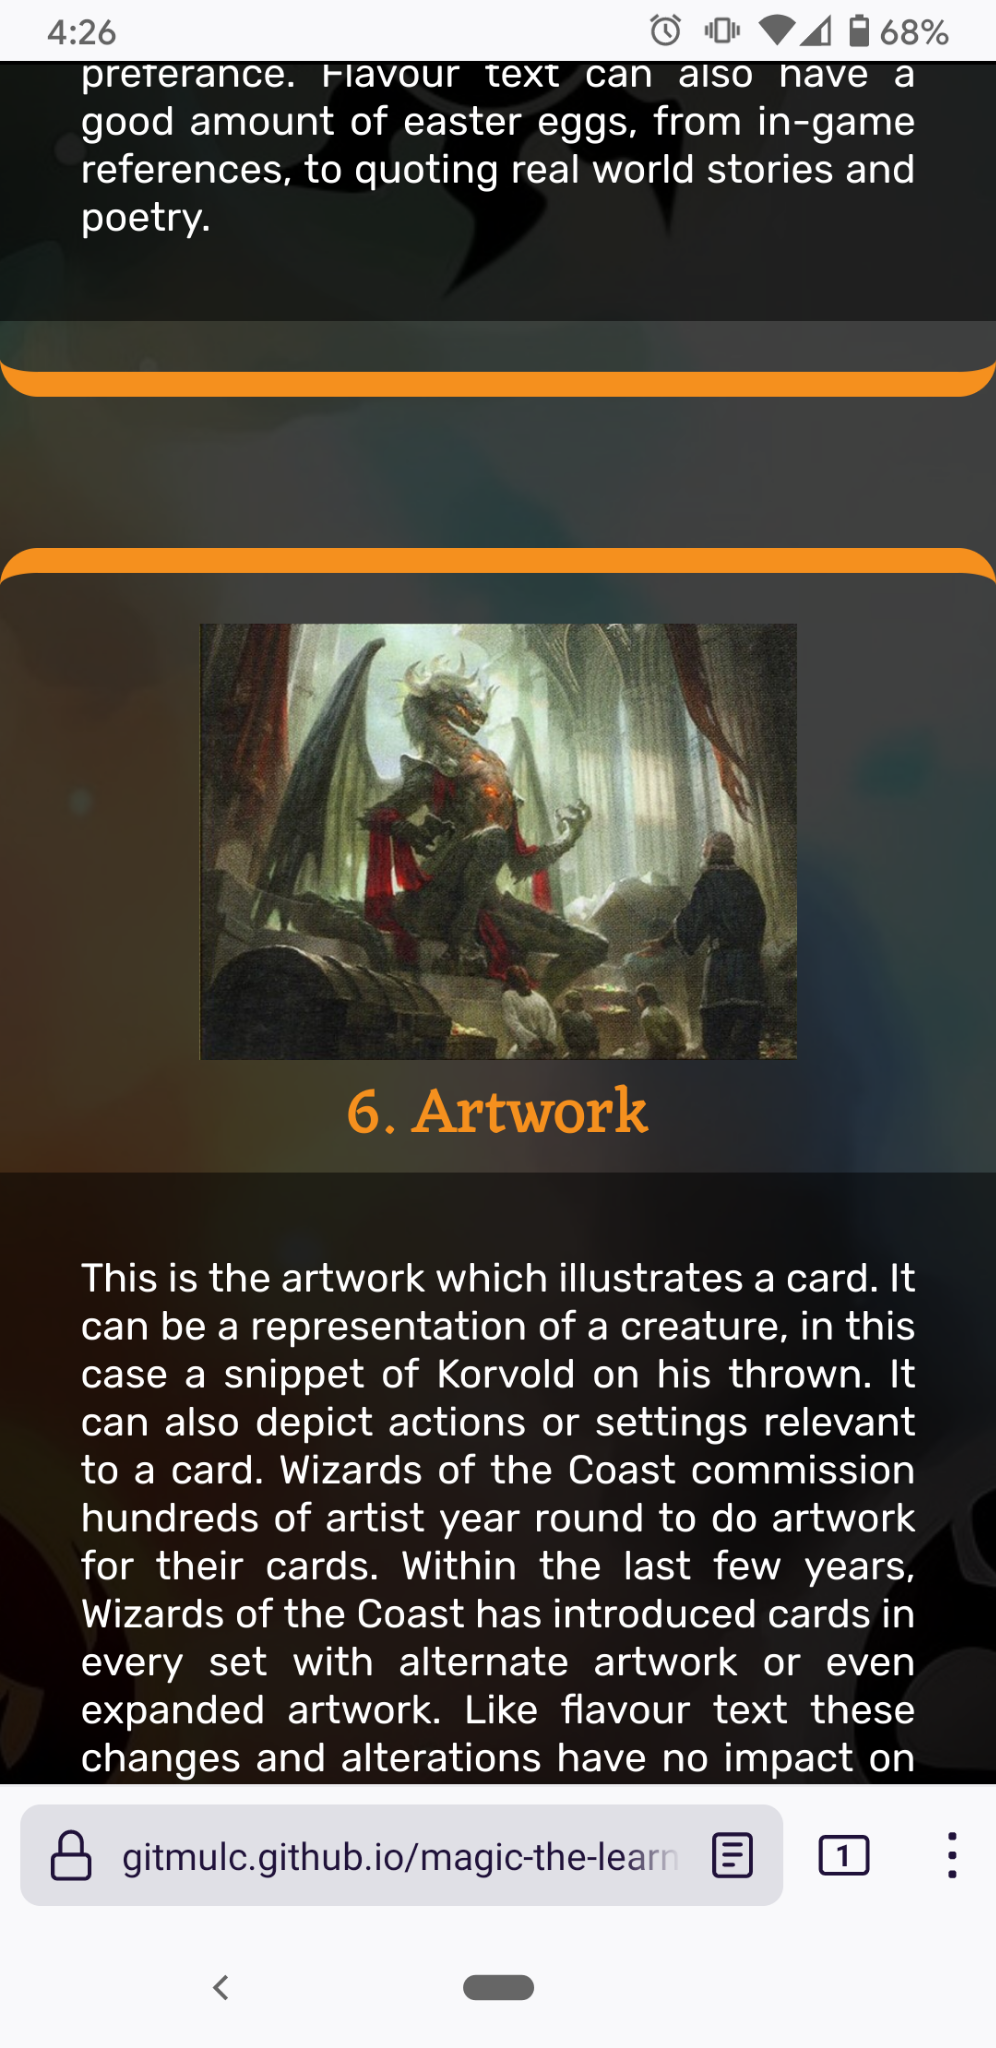 4:26
68%
preferance. Flavour text can also have a
good amount of easter eggs, from in-game
references, to quoting real world stories and
poetry.
6. Artwork
This is the artwork which illustrates a card. It
can be a representation of a creature, in this
case a snippet of Korvold on his thrown. It
can also depict actions or settings relevant
to a card. Wizards of the Coast commission
hundreds of artist year round to do artwork
for their cards. Within the last few years,
Wizards of the Coast has introduced cards in
every set with alternate artwork or even
expanded artwork. Like flavour text these
changes and alterations have no impact on
gitmulc.github.io/magic-the-learn
1